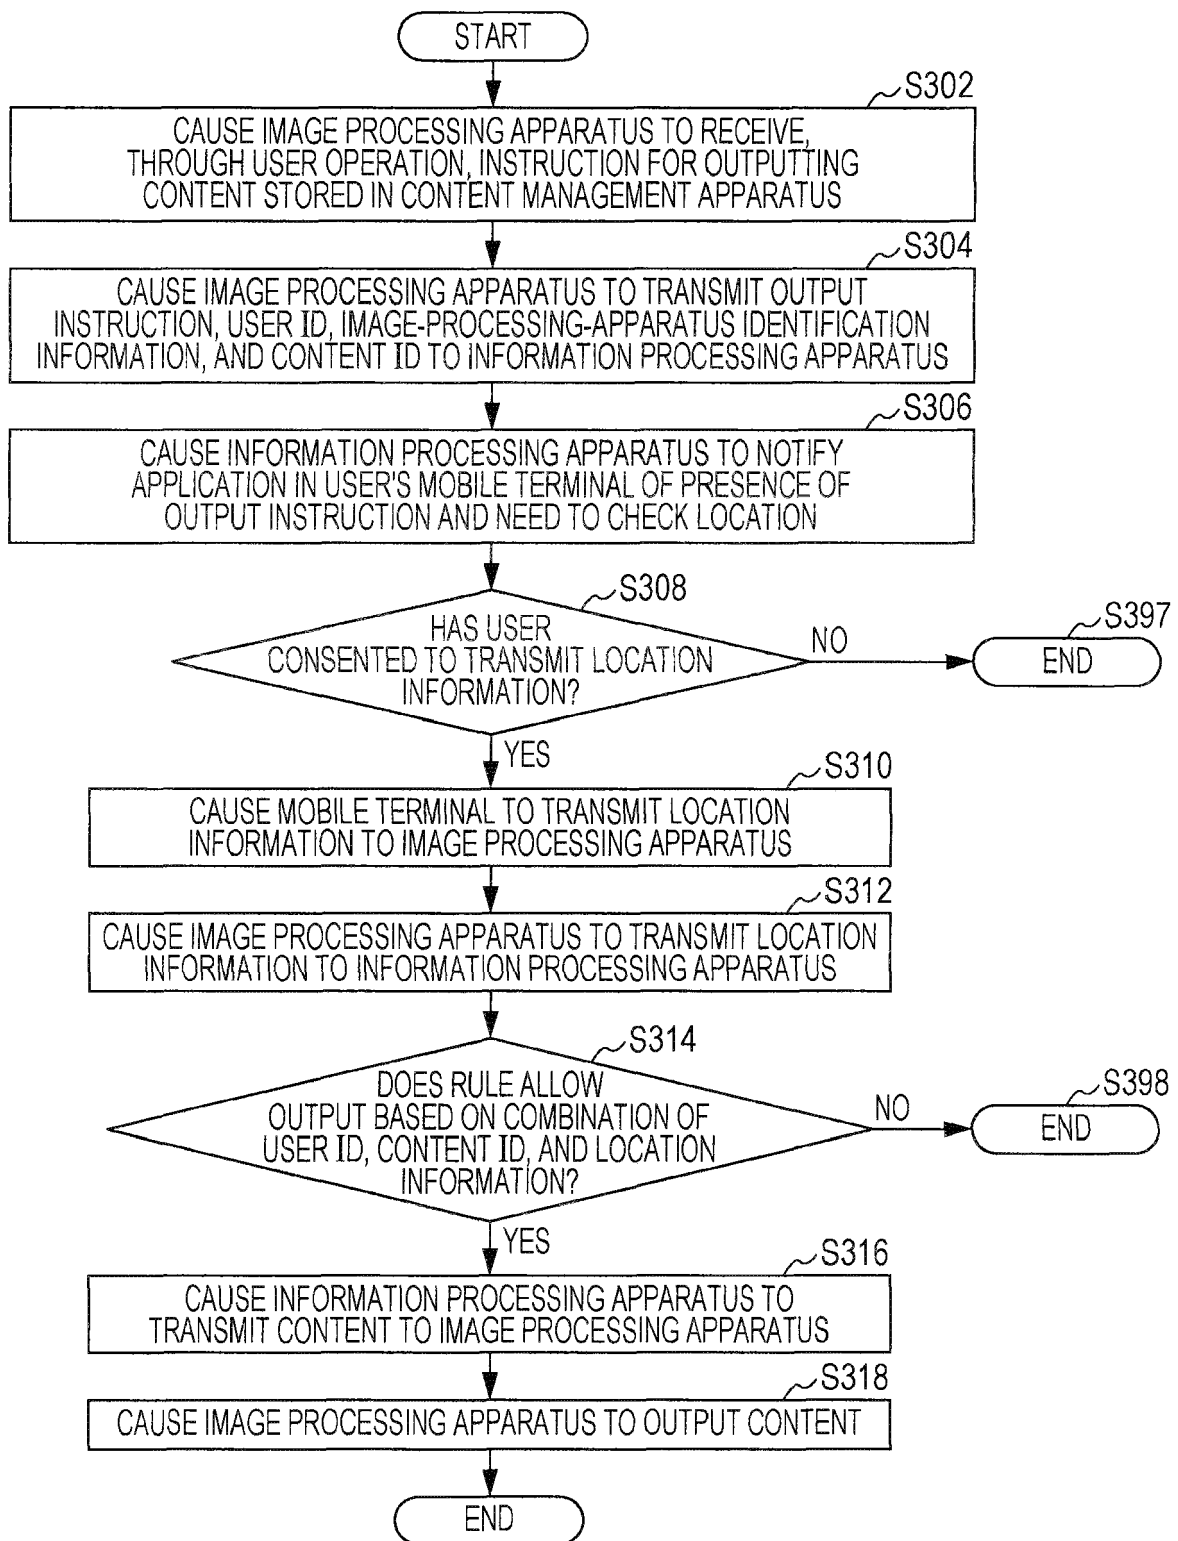 START
S302
CAUSE IMAGE PROCESSING APPARATUS TO RECEIVE,
THROUGH USER OPERATION, INSTRUCTION FOR OUTPUTTING
CONTENT STORED IN CONTENT MANAGEMENT APPARATUS
S304
CAUSE IMAGE PROCESSING APPARATUS TO TRANSMIT OUTPUT
INSTRUCTION, USER ID, IMAGE-PROCESSING-APPARATUS IDENTIFICATION
INFORMATION, AND CONTENT ID TO INFORMATION PROCESSING APPARATUS
S306
CAUSE INFORMATION PROCESSING APPARATUS TO NOTIFY
APPLICATION IN USER'S MOBILE TERMINAL OF PRESENCE OF
OUTPUT INSTRUCTION AND NEED TO CHECK LOCATION
S308
HAS USER
CONSENTED TO TRANSMIT LOCATION
INFORMATION?
NO
S397
END
YES
S310
CAUSE MOBILE TERMINAL TO TRANSMIT LOCATION
INFORMATION TO IMAGE PROCESSING APPARATUS
S312
CAUSE IMAGE PROCESSING APPARATUS TO TRANSMIT LOCATION
INFORMATION TO INFORMATION PROCESSING APPARATUS
S314
DOES RULE ALLOW
OUTPUT BASED ON COMBINATION OF
USER ID, CONTENT ID, AND LOCATION
INFORMATION?
NO
S398
END
YES
S316
CAUSE INFORMATION PROCESSING APPARATUS TO
TRANSMIT CONTENT TO IMAGE PROCESSING APPARATUS
S318
CAUSE IMAGE PROCESSING APPARATUS TO OUTPUT CONTENT
END